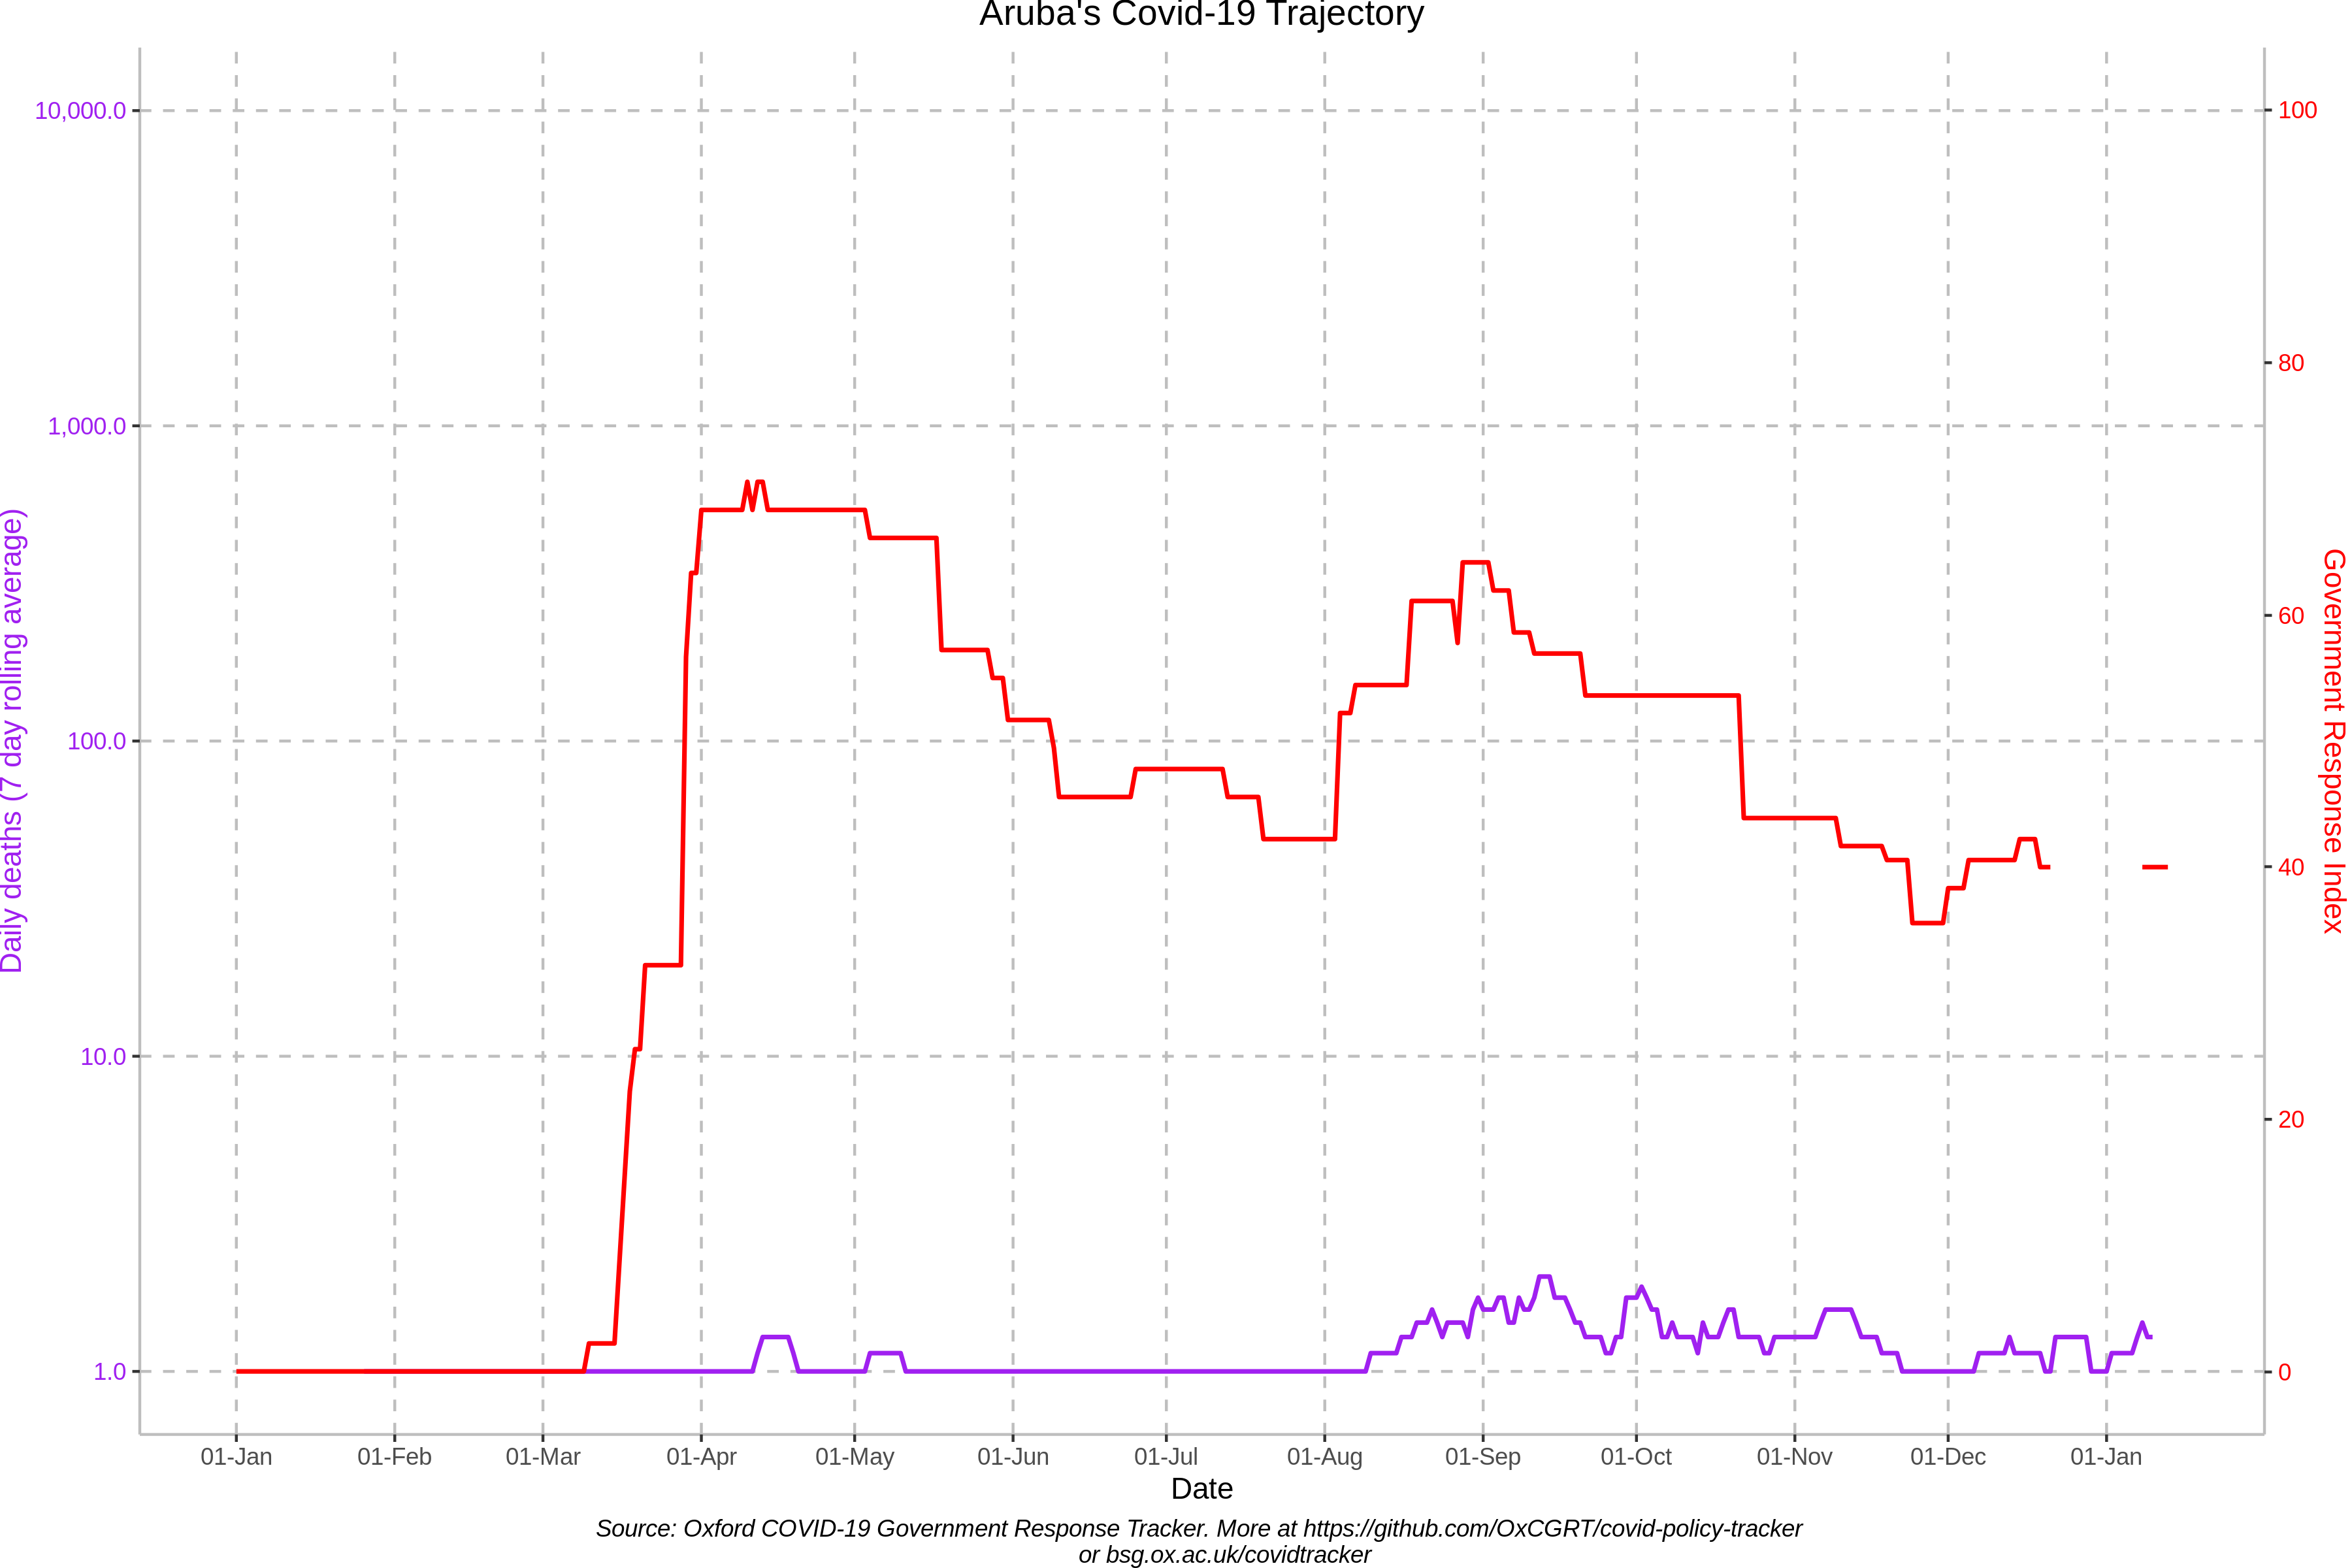 Aruba's Covid-19 Trajectory
10,000.0
1,000.0
100.0
10.0
1.0
Daily deaths (7 day rolling average)
100
80
60
40
20
0
Government Response Index
01-Jan 01-Feb 01-Mar 01-Apr 01-May 01-Jun 01-Jul 01-Aug 01-Sep 01-Oct 01-Nov 01-Dec 01-Jan
Date
Source: Oxford COVID-19 Government Response Tracker. More at https://github.com/OxCGRT/covid-policy-tracker
or bsg.ox.ac.uk/covidtracker